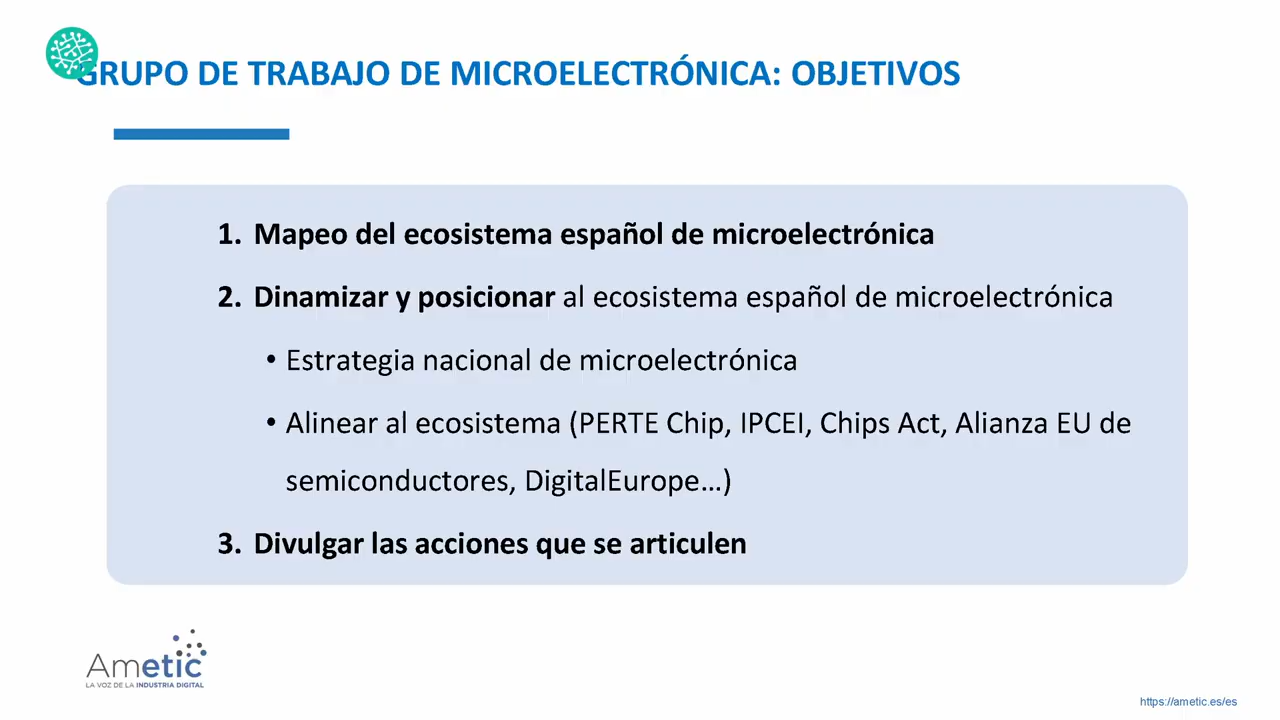 GRUPO DE TRABAJO DE MICROELECTRÓNICA: OBJETIVOS
1. Mapeo del ecosistema español de microelectrónica
2. Dinamizar y posicionar al ecosistema español de microelectrónica
• Estrategia nacional de microelectrónica
• Alinear al ecosistema (PERTE Chip, IPCEI, Chips Act, Alianza EU de
semiconductores, DigitalEurope...)
3. Divulgar las acciones que se articulen
Ametic
LA VOZ DE LA INDUSTRIA DIGITAL
https://ametic.es/es